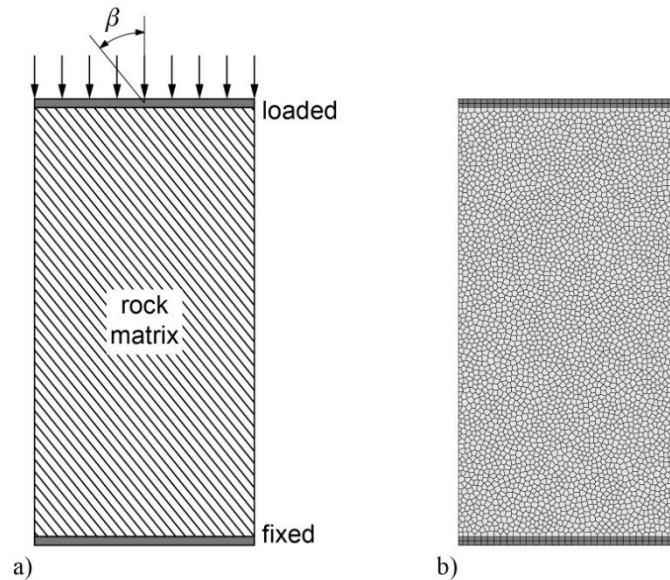 β
loaded
rock
matrix
fixed
a)
b)